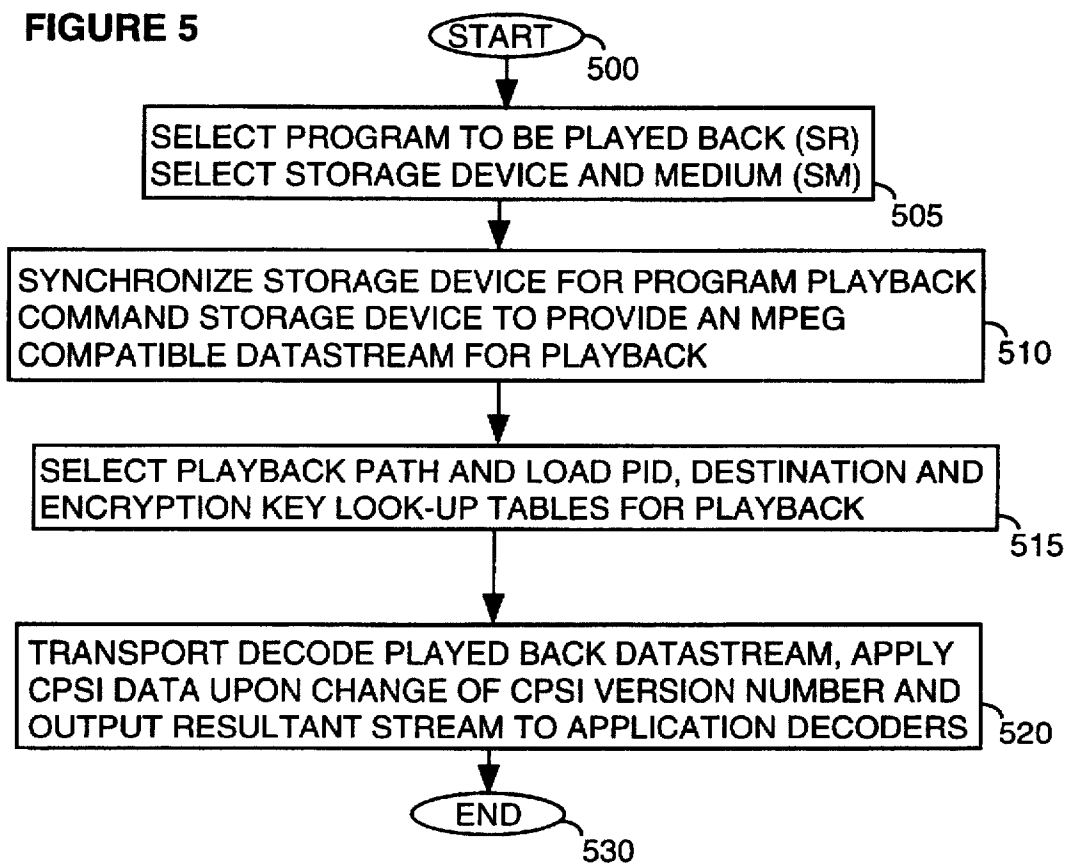 FIGURE 5
START
500
SELECT PROGRAM TO BE PLAYED BACK (SR)
SELECT STORAGE DEVICE AND MEDIUM (SM)
505
SYNCHRONIZE STORAGE DEVICE FOR PROGRAM PLAYBACK
COMMAND STORAGE DEVICE TO PROVIDE AN MPEG
COMPATIBLE DATASTREAM FOR PLAYBACK
510
SELECT PLAYBACK PATH AND LOAD PID, DESTINATION AND
ENCRYPTION KEY LOOK-UP TABLES FOR PLAYBACK
515
TRANSPORT DECODE PLAYED BACK DATASTREAM, APPLY
CPSI DATA UPON CHANGE OF CPSI VERSION NUMBER AND
OUTPUT RESULTANT STREAM TO APPLICATION DECODERS
520
END
530